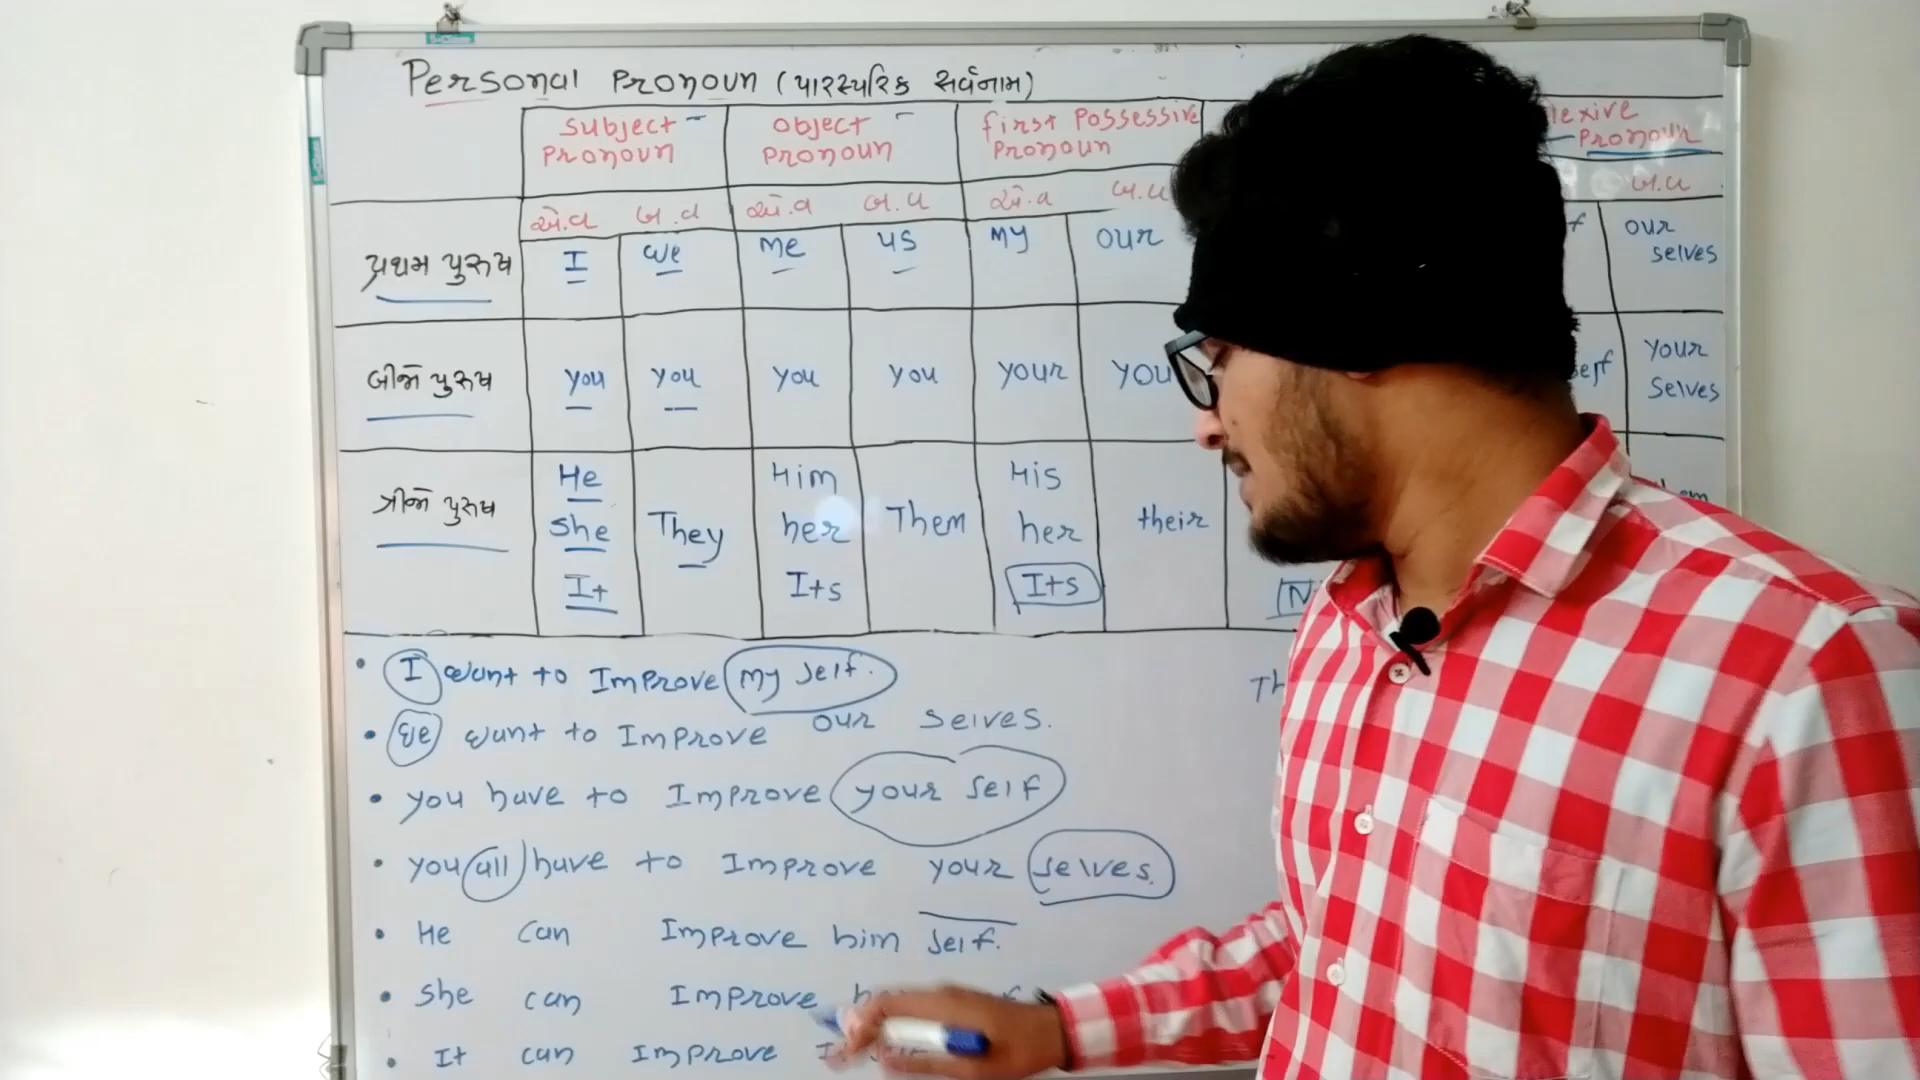 Personal Pronoun (પારસ્પરિક સર્વનામ)
Subject Pronoun
Object Pronoun
first Possessive Pronoun
lexive Pronoun
એ.વ બ.વ એ.વ બ.વ એ.વ બ.વ બ.વ
પ્રથમ પુરુષ I we me us my our our selves
બીજો પુરુષ you you you you your you self your selves
ત્રીજો પુરુષ He She It They Him her Its Them His her Its their
I want to Improve my self.
We want to Improve our selves.
you have to Improve your self
you all have to Improve your selves.
He can Improve him self.
She can Improve
It can Improve